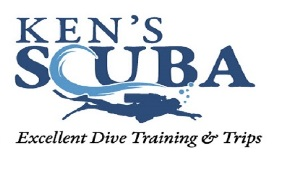 KEN'S
SCUBA
Excellent Dive Training & Trips